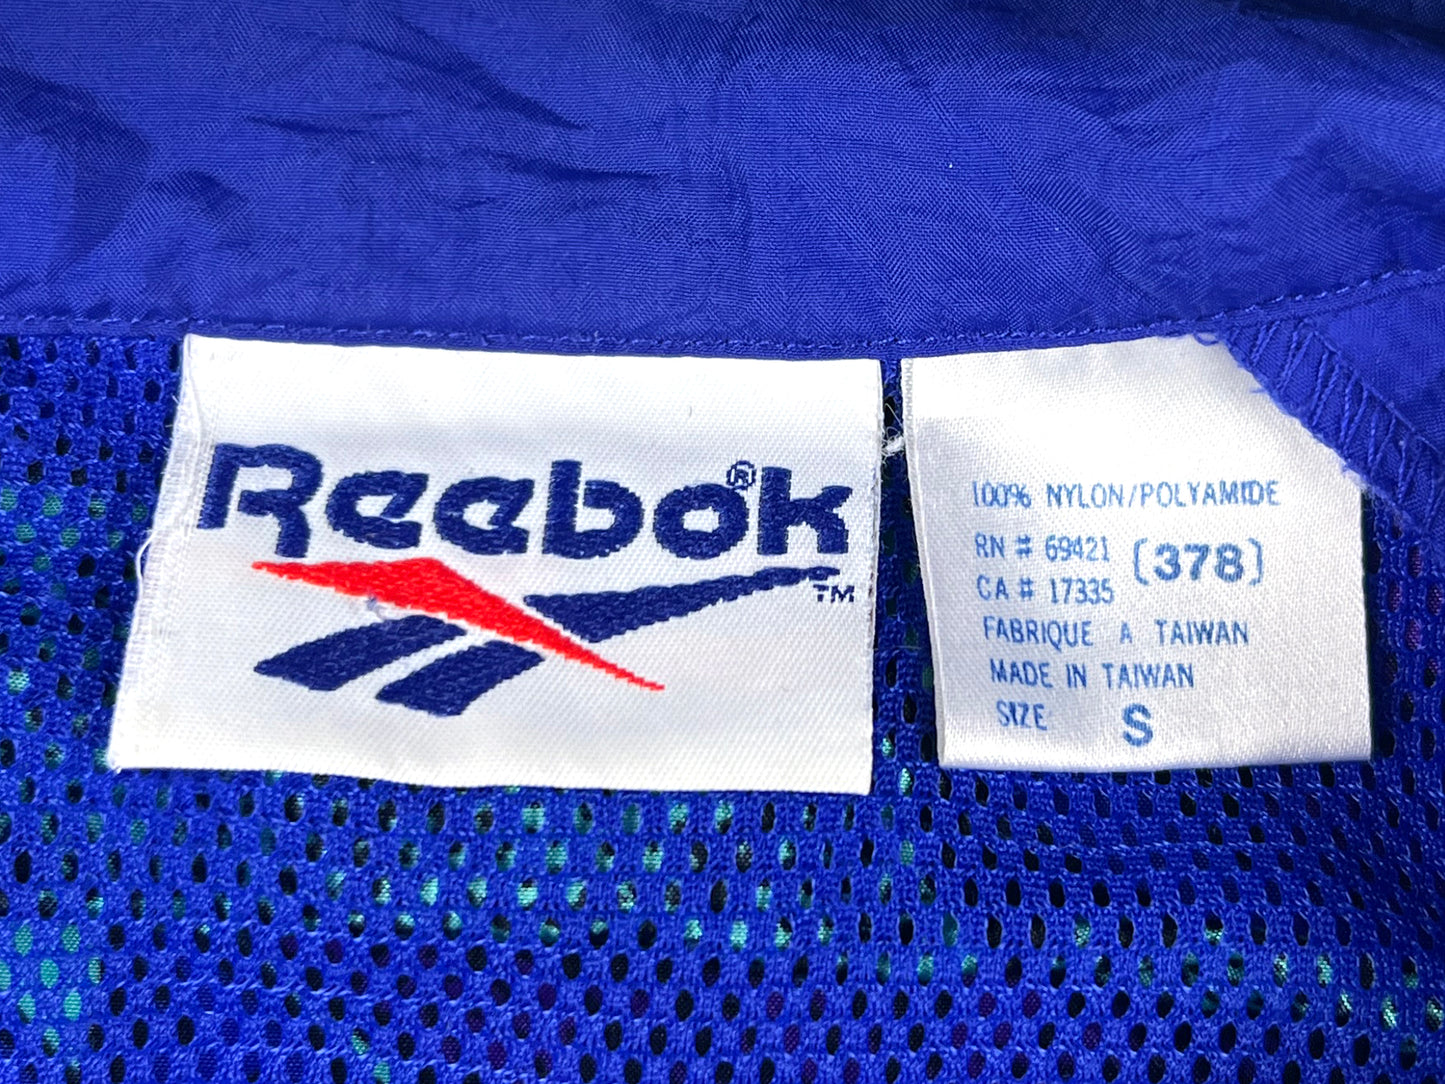 Reebok®
TM
100% NYLON/POLYAMIDE
RN # 69421 (378)
CA # 17335
FABRIQUE A TAIWAN
MADE IN TAIWAN
SIZE S